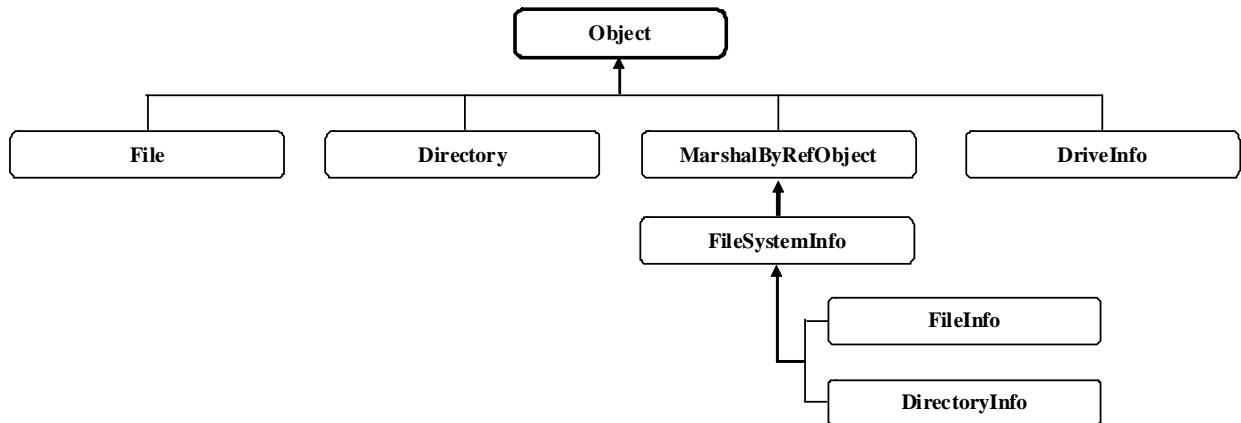 Object
File
Directory
MarshalByRefObject
DriveInfo
FileSystemInfo
FileInfo
DirectoryInfo